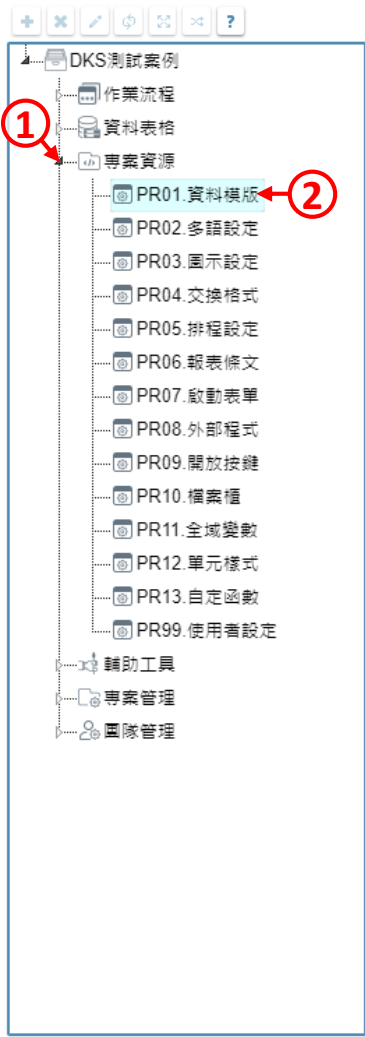 ?
DKS測試案例
作業流程
1
資料表格
專案資源
PR01.資料模版
2
PR02.多語設定
PR03.圖示設定
PR04.交換格式
PR05.排程設定
PR06.報表條文
PR07.啟動表單
PR08.外部程式
PR09.開放按鍵
PR10.檔案櫃
PR11.全域變數
PR12.單元樣式
PR13.自定函數
PR99.使用者設定
輔助工具
專案管理
團隊管理